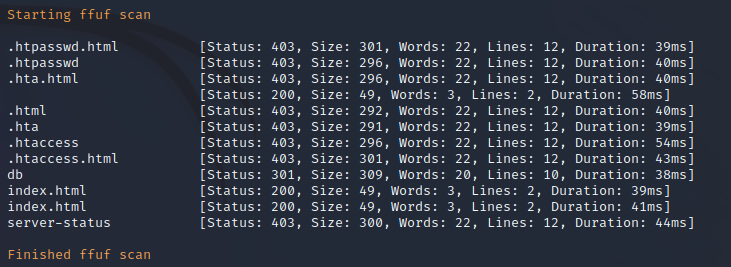 Starting ffuf scan
.htpasswd.html [Status: 403, Size: 301, Words: 22, Lines: 12, Duration: 39ms]
.htpasswd [Status: 403, Size: 296, Words: 22, Lines: 12, Duration: 40ms]
.hta.html [Status: 403, Size: 296, Words: 22, Lines: 12, Duration: 40ms]
[Status: 200, Size: 49, Words: 3, Lines: 2, Duration: 58ms]
.html [Status: 403, Size: 292, Words: 22, Lines: 12, Duration: 40ms]
.hta [Status: 403, Size: 291, Words: 22, Lines: 12, Duration: 39ms]
.htaccess [Status: 403, Size: 296, Words: 22, Lines: 12, Duration: 54ms]
.htaccess.html [Status: 403, Size: 301, Words: 22, Lines: 12, Duration: 43ms]
db [Status: 301, Size: 309, Words: 20, Lines: 10, Duration: 38ms]
index.html [Status: 200, Size: 49, Words: 3, Lines: 2, Duration: 39ms]
index.html [Status: 200, Size: 49, Words: 3, Lines: 2, Duration: 41ms]
server-status [Status: 403, Size: 300, Words: 22, Lines: 12, Duration: 44ms]
Finished ffuf scan